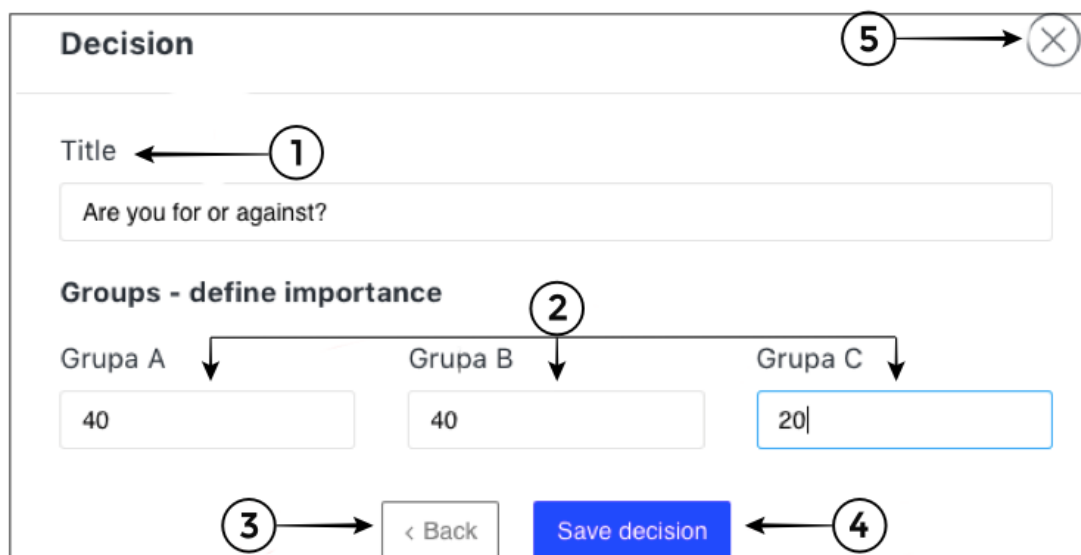 Decision 5
Title 1
Are you for or against?
Groups - define importance
2
Grupa A Grupa B Grupa C
40 40 20
3 < Back Save decision 4